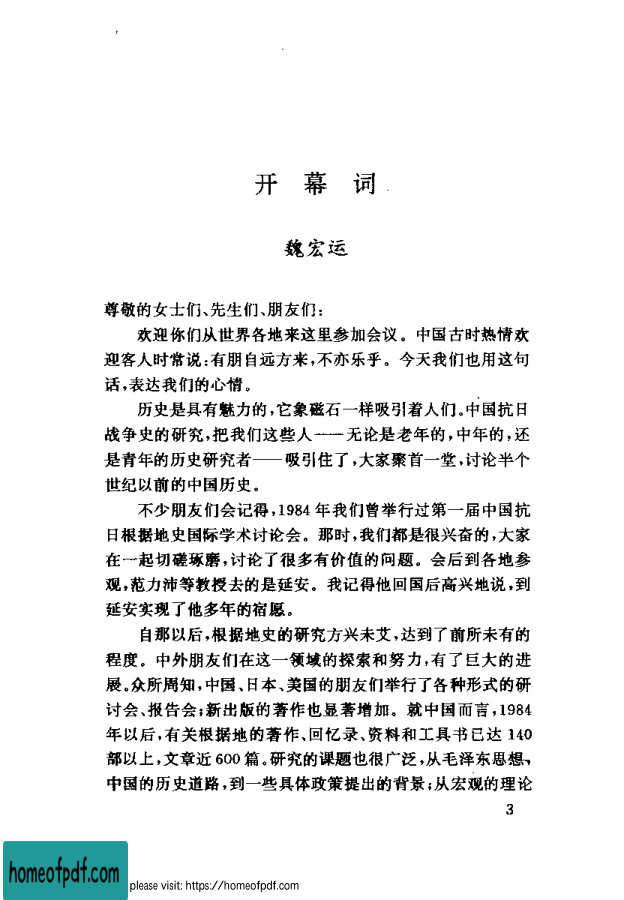 开幕词
魏宏运
尊敬的女士们、先生们、朋友们：
欢迎你们从世界各地来这里参加会议。中国古时热情欢
迎客人时常说：有朋自远方来，不亦乐乎。今天我们也用这句
话，表达我们的心情。
历史是具有魅力的，它象磁石一样吸引着人们。中国抗日
战争史的研究，把我们这些人——无论是老年的，中年的，还
是青年的历史研究者——吸引住了，大家聚首一堂，讨论半个
世纪以前的中国历史。
不少朋友们会记得，1984年我们曾举行过第一届中国抗
日根据地史国际学术讨论会。那时，我们都是很兴奋的，大家
在一起切磋琢磨，讨论了很多有价值的问题。会后到各地参
观，范力沛等教授去的是延安。我记得他回国后高兴地说，到
延安实现了他多年的宿愿。
自那以后，根据地史的研究方兴未艾，达到了前所未有的
程度。中外朋友们在这一领域的探索和努力，有了巨大的进
展。众所周知，中国、日本、美国的朋友们举行了各种形式的研
讨会、报告会；新出版的著作也显著增加。就中国而言，1984
年以后，有关根据地的著作、回忆录、资料和工具书已达140
部以上，文章近600篇。研究的课题也很广泛，从毛泽东思想、
中国的历史道路，到一些具体政策提出的背景；从宏观的理论
3
homeofpdf.com
please visit: https://homeofpdf.com